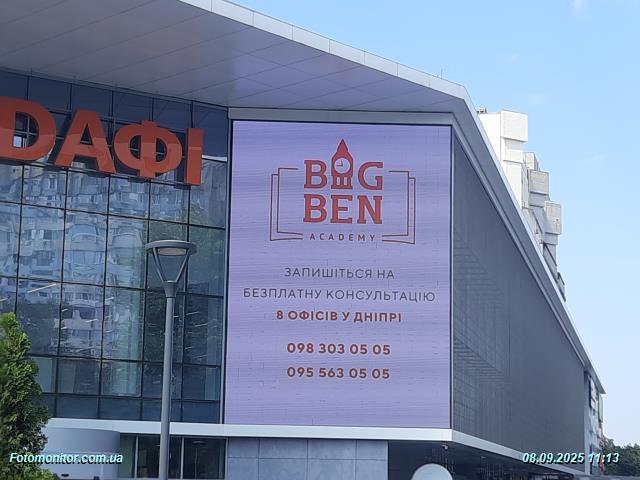 ДАФІ
BIG
BEN
ACADEMY
ЗАПИШІТЬСЯ НА
БЕЗПЛАТНУ КОНСУЛЬТАЦІЮ
8 ОФІСІВ У ДНІПРІ
098 303 05 05
095 563 05 05
Fotomonitor.com.ua
08.09.2025 11:13